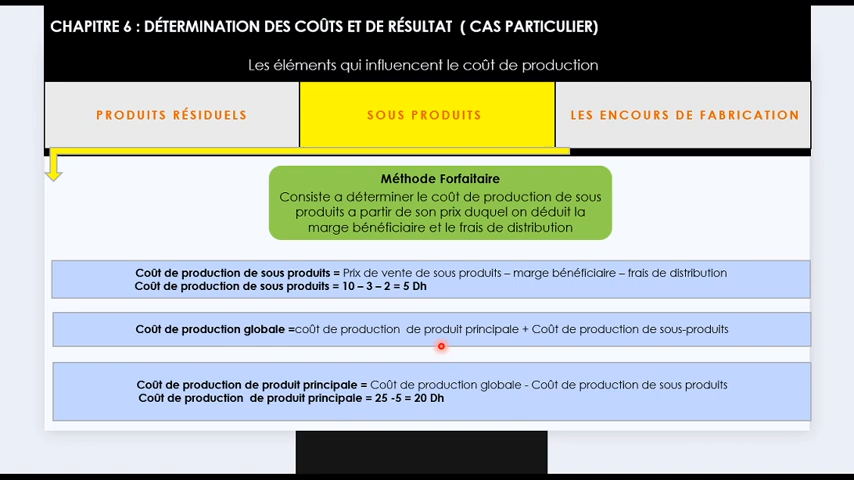 CHAPITRE 6 : DÉTERMINATION DES COÛTS ET DE RÉSULTAT ( CAS PARTICULIER)
Les éléments qui influencent le coût de production
PRODUITS RÉSIDUELS
SOUS PRODUITS
LES ENCOURS DE FABRICATION
Méthode Forfaitaire
Consiste a déterminer le coût de production de sous
produits a partir de son prix duquel on déduit la
marge bénéficiaire et le frais de distribution
Coût de production de sous produits = Prix de vente de sous produits – marge bénéficiaire – frais de distribution
Coût de production de sous produits = 10 – 3 – 2 = 5 Dh
Coût de production globale =coût de production de produit principale + Coût de production de sous-produits
Coût de production de produit principale = Coût de production globale - Coût de production de sous produits
Coût de production de produit principale = 25 -5 = 20 Dh